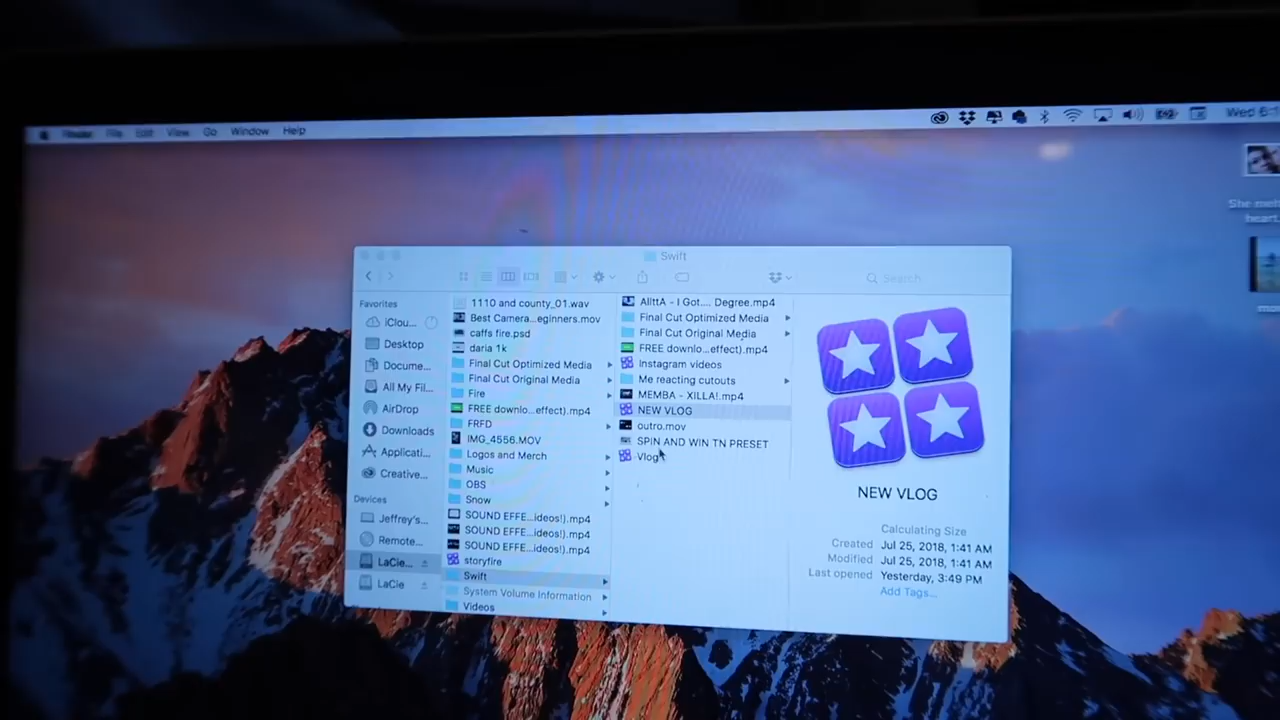 Finder File Edit View Go Window Help
Wed 6:1
She
heart.
Swift
Search
Favorites
iClou...
Desktop
Docume...
All My Fil...
AirDrop
Downloads
Applicati...
Creative...
Devices
Jeffrey's...
Remote...
LaCie...
LaCie
1110 and county_01.wav
Best Camera...eginners.mov
caffs fire.psd
daria 1k
Final Cut Optimized Media
Final Cut Original Media
Fire
FREE downlo...effect).mp4
FRFD
IMG_4556.MOV
Logos and Merch
Music
OBS
Snow
SOUND EFFE...ideos!).mp4
SOUND EFFE...ideos!).mp4
SOUND EFFE...ideos!).mp4
storyfire
Swift
System Volume Information
Videos
AllttA - I Got.... Degree.mp4
Final Cut Optimized Media
Final Cut Original Media
FREE downlo...effect).mp4
Instagram videos
Me reacting cutouts
MEMBA - XILLA!.mp4
NEW VLOG
outro.mov
SPIN AND WIN TN PRESET
Vlog
NEW VLOG
Calculating Size
Created Jul 25, 2018, 1:41 AM
Modified Jul 25, 2018, 1:41 AM
Last opened Yesterday, 3:49 PM
Add Tags...